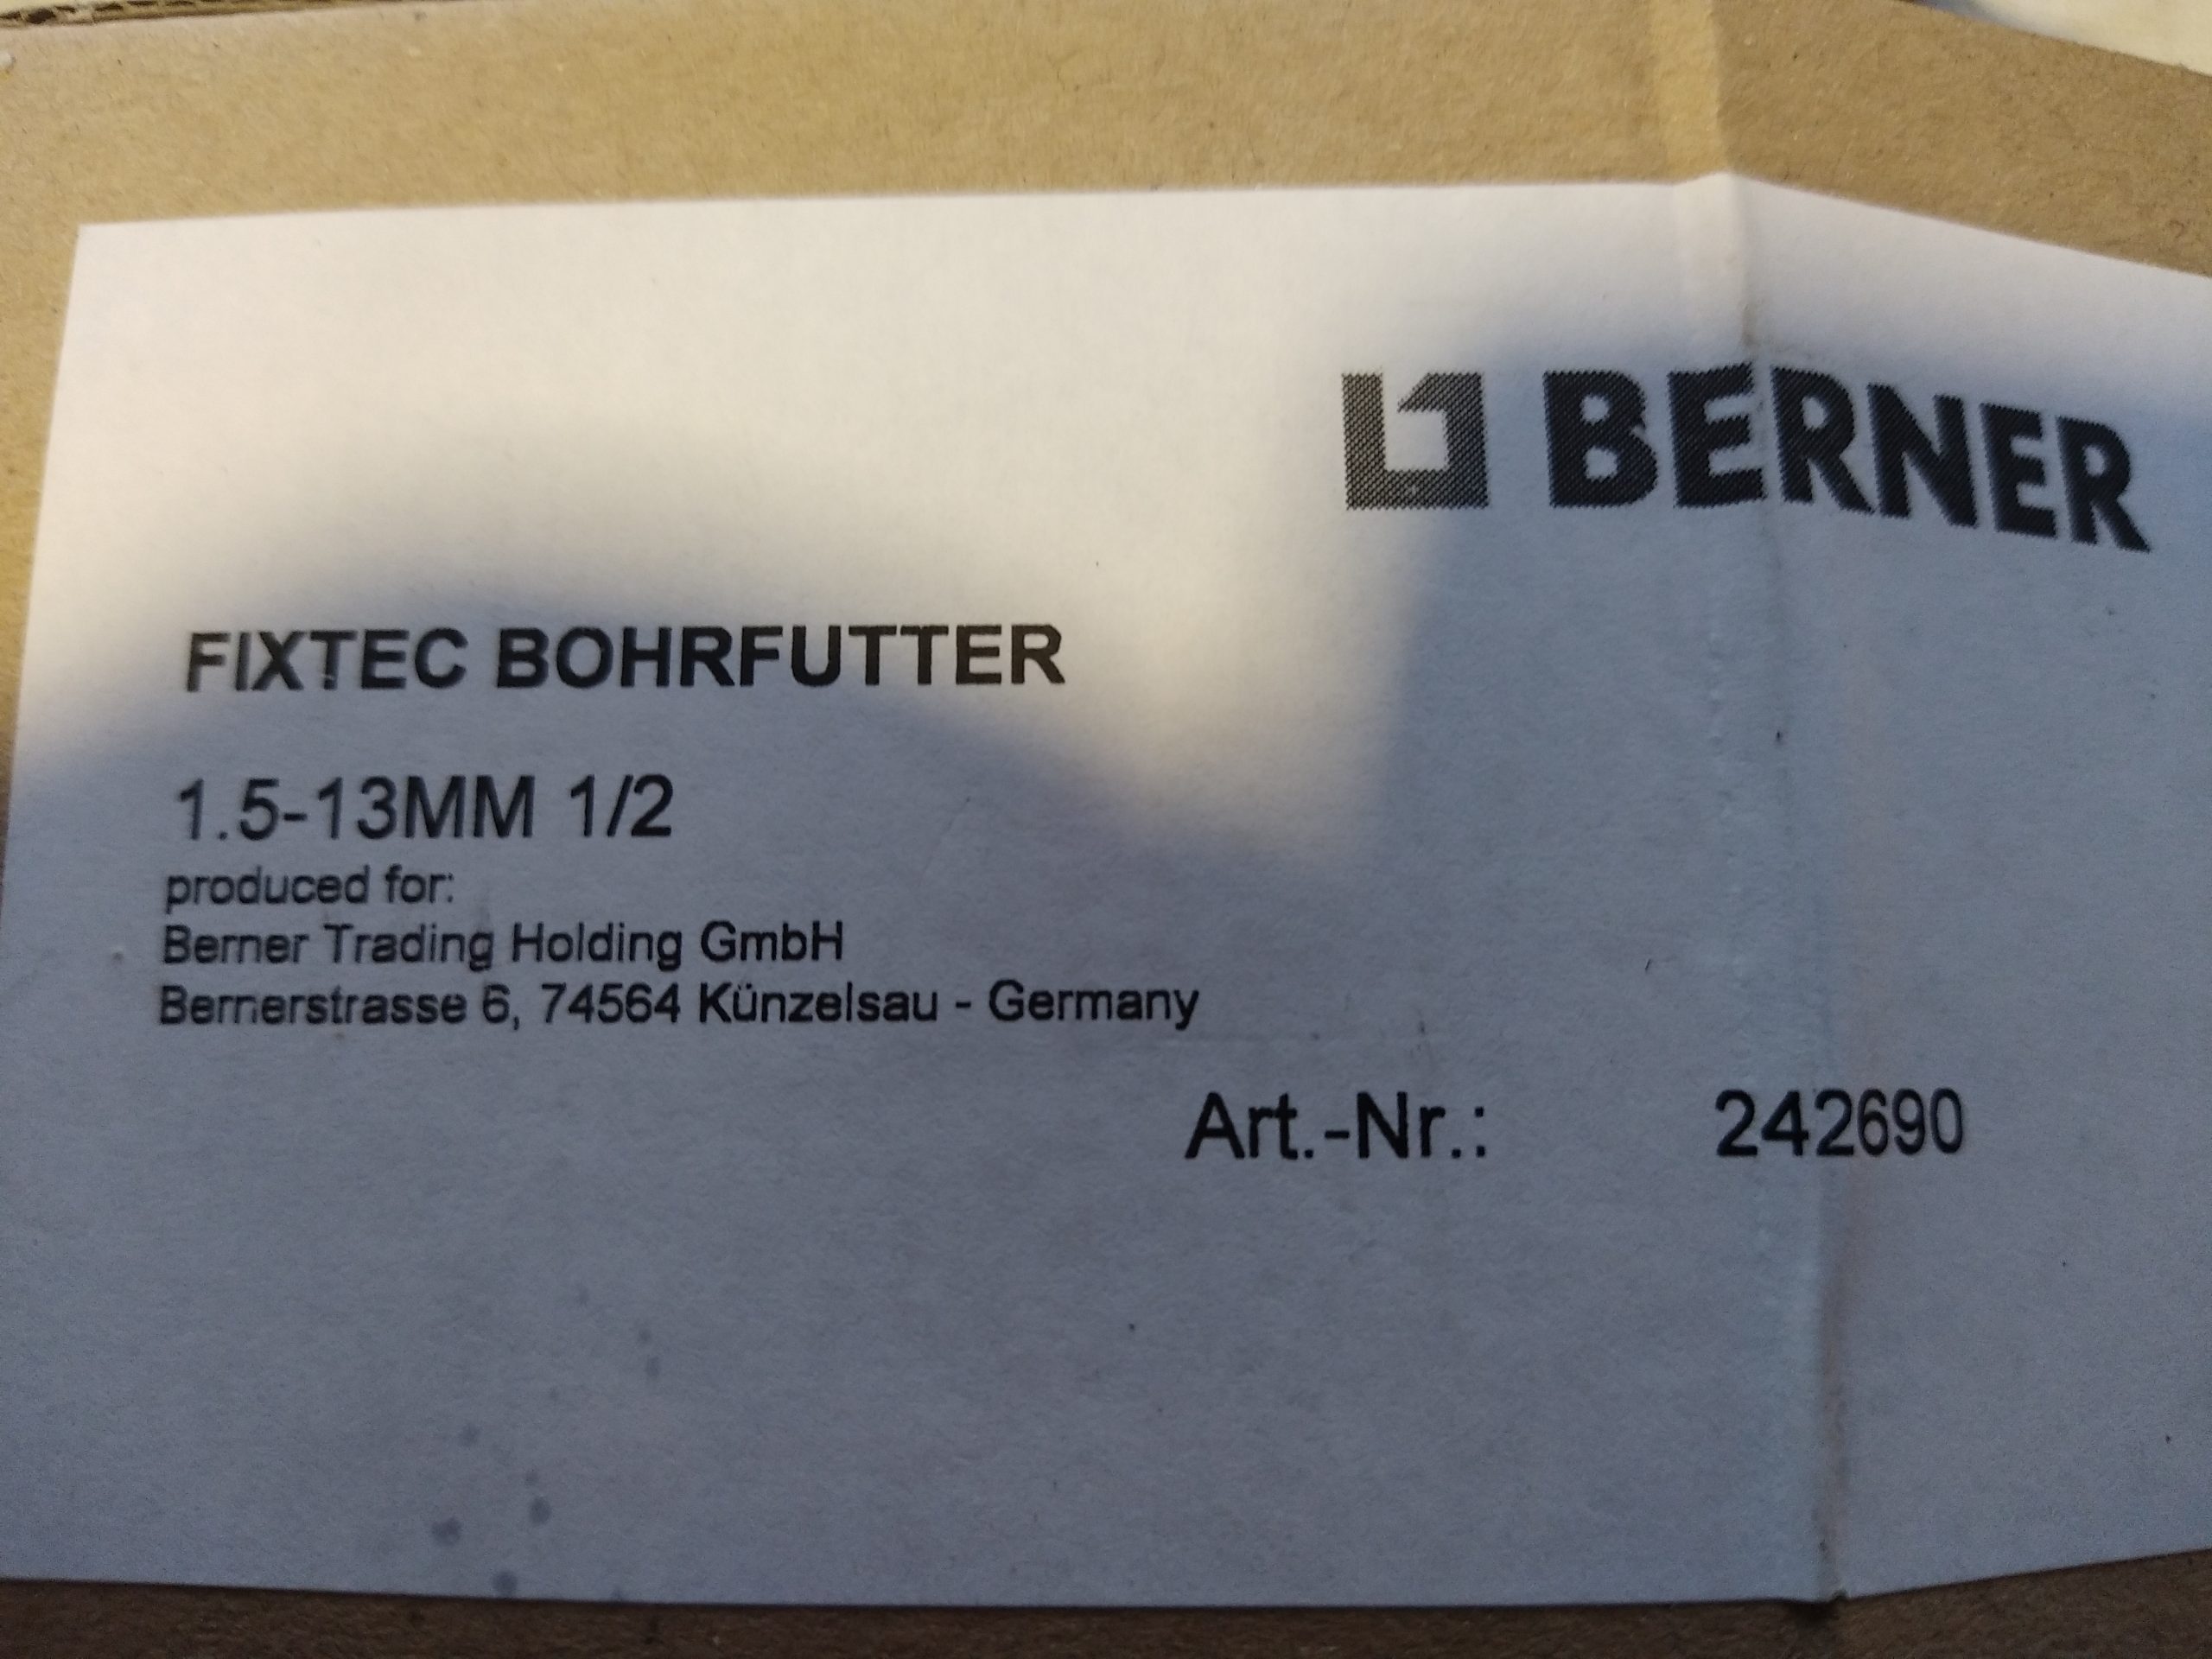 BERNER
FIXTEC BOHRFUTTER
1.5-13MM 1/2
produced for:
Berner Trading Holding GmbH
Bernerstrasse 6, 74564 Künzelsau - Germany
Art.-Nr.: 242690